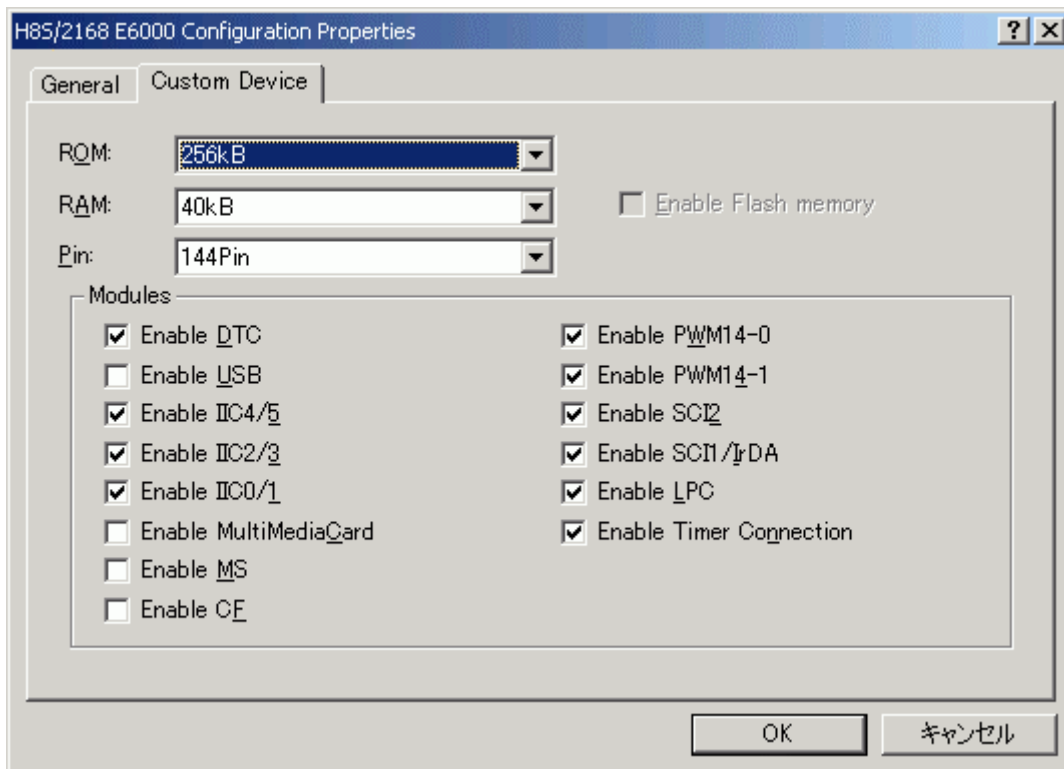 H8S/2168 E6000 Configuration Properties
General Custom Device
ROM: 256kB
RAM: 40kB Enable Flash memory
Pin: 144Pin
Modules
Enable DTC Enable PWM14-0
Enable USB Enable PWM14-1
Enable IIC4/5 Enable SCI2
Enable IIC2/3 Enable SCI1/IrDA
Enable IIC0/1 Enable LPC
Enable MultiMediaCard Enable Timer Connection
Enable MS
Enable CF
OK キャンセル